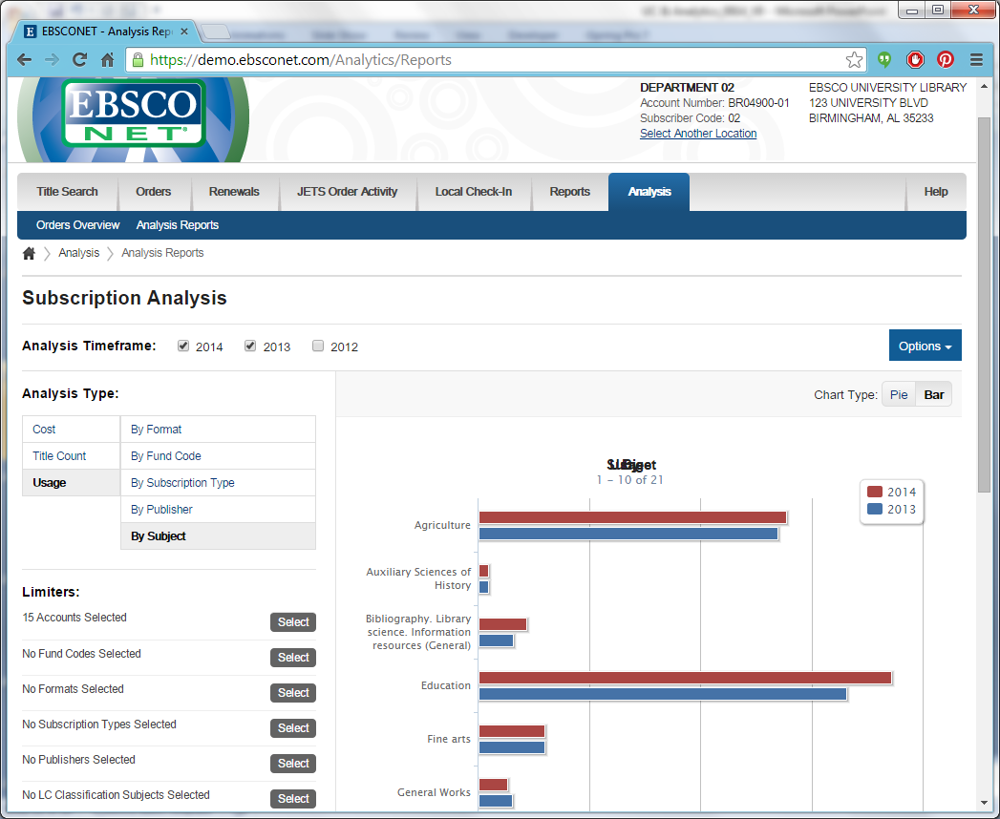 EBSCONET - Analysis Rep
https://demo.ebsconet.com/Analytics/Reports
EBSCO
NET
DEPARTMENT 02
Account Number: BR04900-01
Subscriber Code: 02
Select Another Location
EBSCO UNIVERSITY LIBRARY
123 UNIVERSITY BLVD
BIRMINGHAM, AL 35233
Title Search
Orders
Renewals
JETS Order Activity
Local Check-In
Reports
Analysis
Help
Orders Overview
Analysis Reports
Analysis
Analysis Reports
Subscription Analysis
Analysis Timeframe:
2014
2013
2012
Options
Analysis Type:
Cost
Title Count
Usage
By Format
By Fund Code
By Subscription Type
By Publisher
By Subject
Limiters:
15 Accounts Selected
Select
No Fund Codes Selected
Select
No Formats Selected
Select
No Subscription Types Selected
Select
No Publishers Selected
Select
No LC Classification Subjects Selected
Select
Chart Type:
Pie
Bar
1 – 10 of 21
2014
2013
Agriculture
Auxiliary Sciences of
History
Bibliography. Library
science. Information
resources (General)
Education
Fine arts
General Works